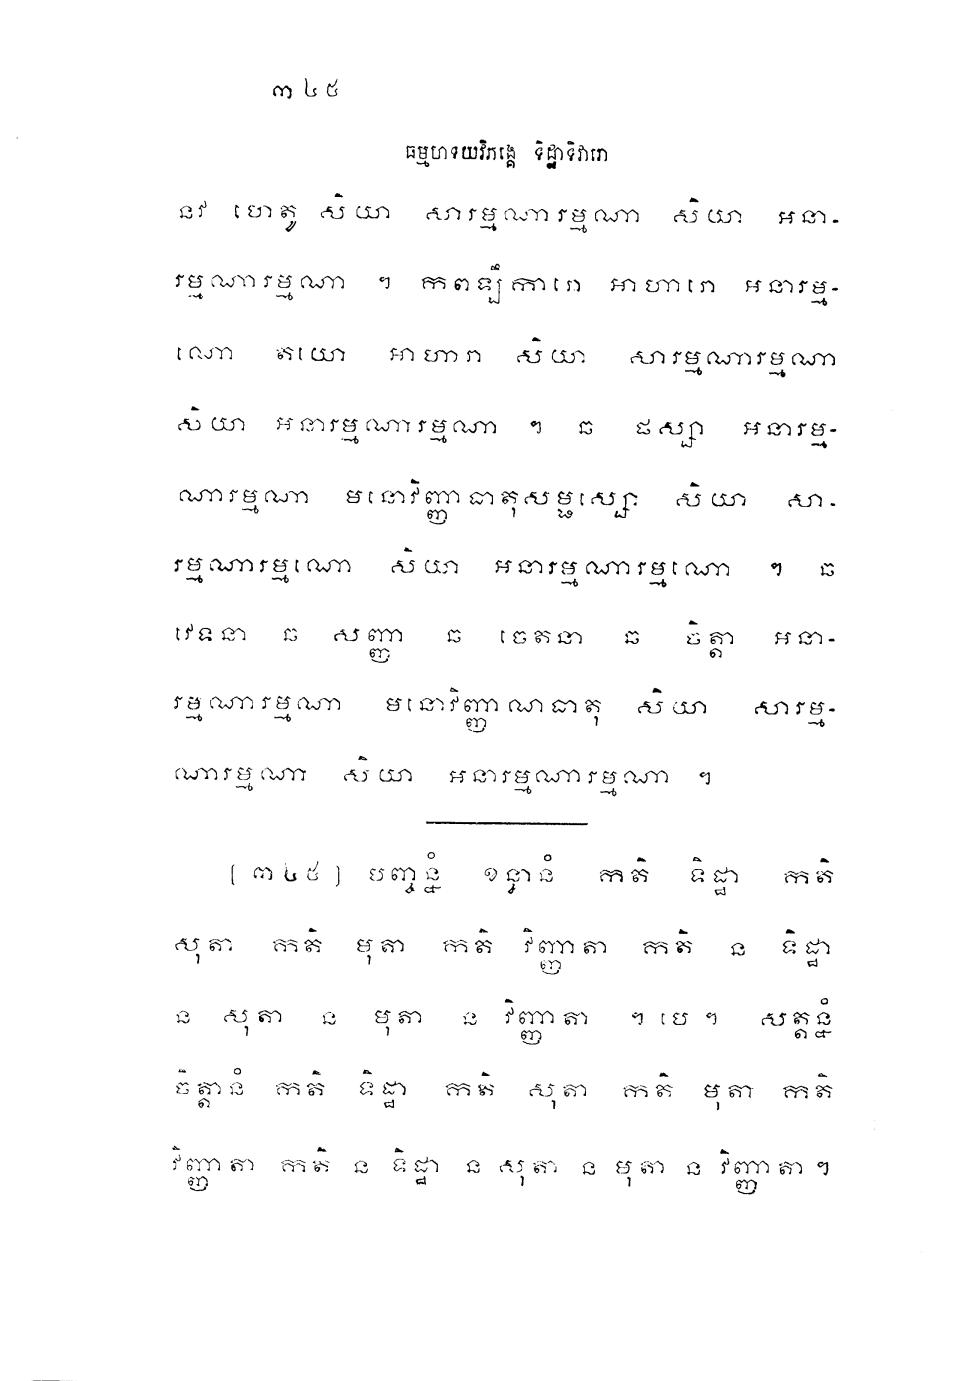 ៣៤៥
ធម្មហទយវិភង្គេ ទិដ្ឋាទិវារោ
នវ ហេតូ សិយា សារម្មណារម្មណា សិយា អនា-
រម្មណារម្មណា ។ កពឡីការោ អាហារោ អនារម្ម-
ណោ តយោ អាហារា សិយា សារម្មណារម្មណា
សិយា អនារម្មណារម្មណា ។ ឆ ផស្សា អនារម្ម-
ណារម្មណា មនោវិញ្ញាធាតុសម្ផស្សោ សិយា សា-
រម្មណារម្មណោ សិយា អនារម្មណារម្មណោ ។ ឆ
វេទនា ឆ សញ្ញា ឆ ចេតនា ឆ ចិត្តា អនា-
រម្មណារម្មណា មនោវិញ្ញាណធាតុ សិយា សារម្ម-
ណារម្មណា សិយា អនារម្មណារម្មណា ។
[៣៤៥] បញ្ចន្នំ ខន្ធានំ កតិ ទិដ្ឋា កតិ
សុតា កតិ មុតា កតិ វិញ្ញាតា កតិ ន ទិដ្ឋា
ន សុតា ន មុតា ន វិញ្ញាតា ។ បេ ។ សត្តន្នំ
ចិត្តានំ កតិ ទិដ្ឋា កតិ សុតា កតិ មុតា កតិ
វិញ្ញាតា កតិ ន ទិដ្ឋា ន សុតា ន មុតា ន វិញ្ញាតា ។